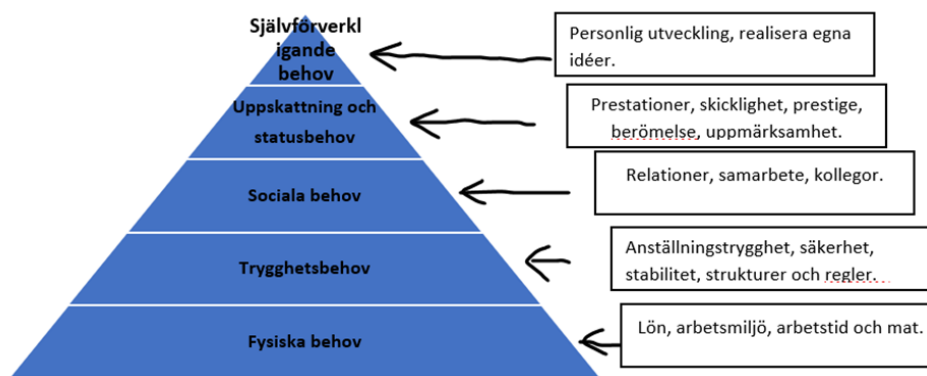 Självförverkl
igande
behov
Personlig utveckling, realisera egna
idéer.
Uppskattning och
statusbehov
Prestationer, skicklighet, prestige,
berömelse, uppmärksamhet.
Sociala behov
Relationer, samarbete, kollegor.
Trygghetsbehov
Anställningstrygghet, säkerhet,
stabilitet, strukturer och regler.
Fysiska behov
Lön, arbetsmiljö, arbetstid och mat.